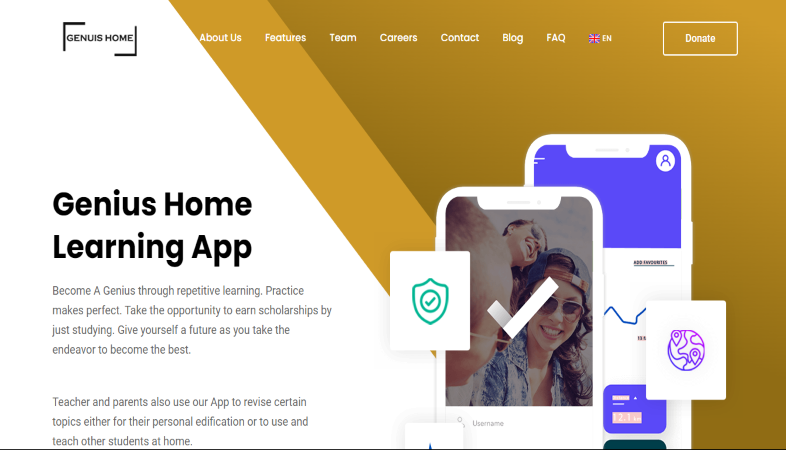 GENUIS HOME
About Us Features Team Careers Contact Blog FAQ EN Donate
Genius Home
Learning App
Become A Genius through repetitive learning. Practice
makes perfect. Take the opportunity to earn scholarships by
just studying. Give yourself a future as you take the
endeavor to become the best.
Teacher and parents also use our App to revise certain
topics either for their personal edification or to use and
teach other students at home.
ADD FAVOURITES
Username